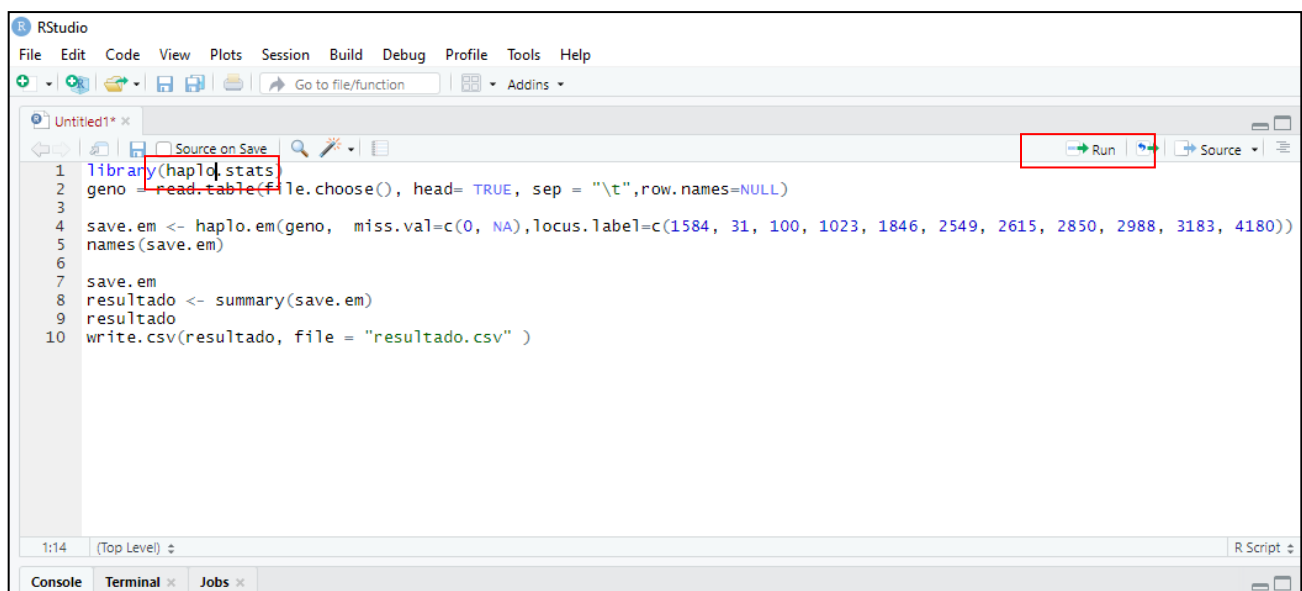 RStudio
File Edit Code View Plots Session Build Debug Profile Tools Help
Go to file/function Addins
Untitled1*
Source on Save Run Source
1 library(haplo.stats)
2 geno = read.table(file.choose(), head= TRUE, sep = "\t",row.names=NULL)
3
4 save.em <- haplo.em(geno,  miss.val=c(0, NA),locus.label=c(1584, 31, 100, 1023, 1846, 2549, 2615, 2850, 2988, 3183, 4180))
5 names(save.em)
6
7 save.em
8 resultado <- summary(save.em)
9 resultado
10 write.csv(resultado, file = "resultado.csv" )
1:14 (Top Level) R Script
Console Terminal Jobs